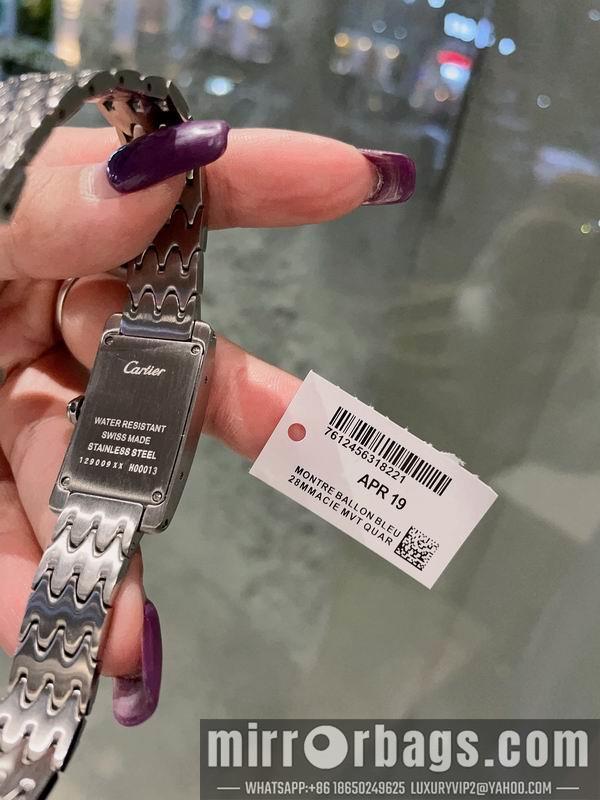 Cartier
WATER RESISTANT
SWISS MADE
STAINLESS STEEL
129009XX H00013
7612456318221
APR 19
MONTRE BALLON BLEU
28MMACIE MVT QUAR
mirrorbags.com
WHATSAPP:+86 18650249625 LUXURYVIP2@YAHOO.COM